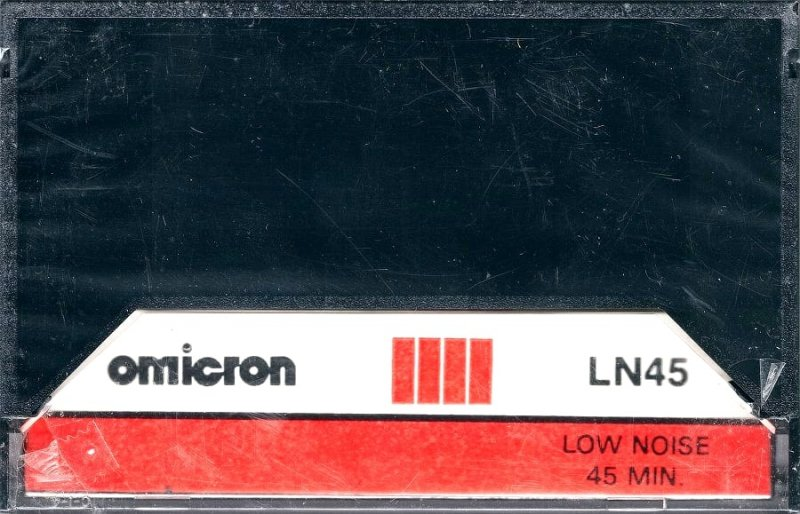 omicron
LN45
LOW NOISE
45 MIN.